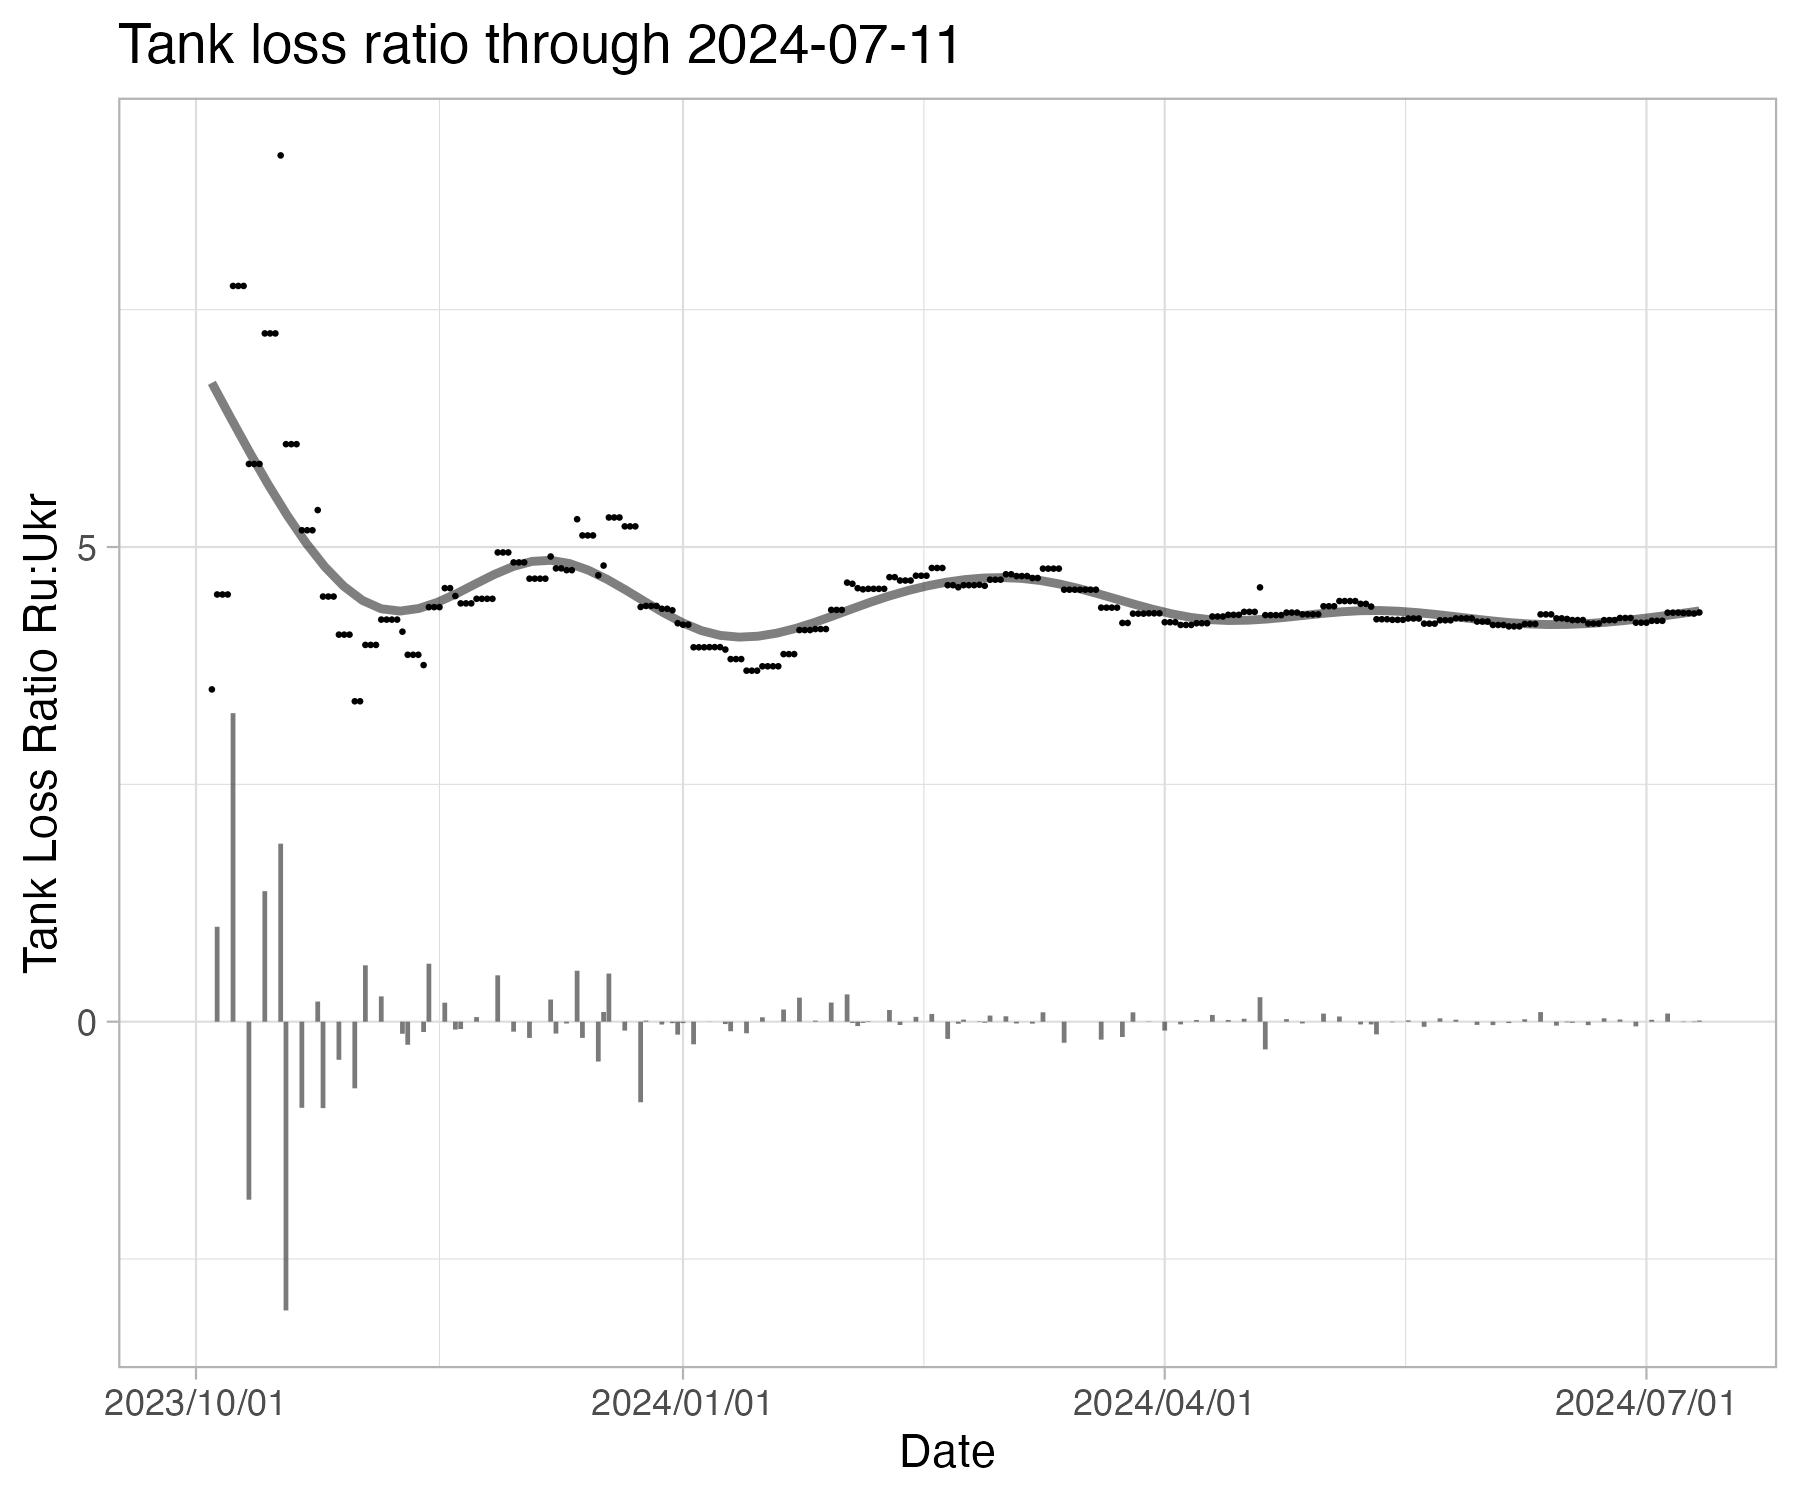 Tank loss ratio through 2024-07-11
Tank Loss Ratio Ru:Ukr
5
0
2023/10/01
2024/01/01
2024/04/01
2024/07/01
Date